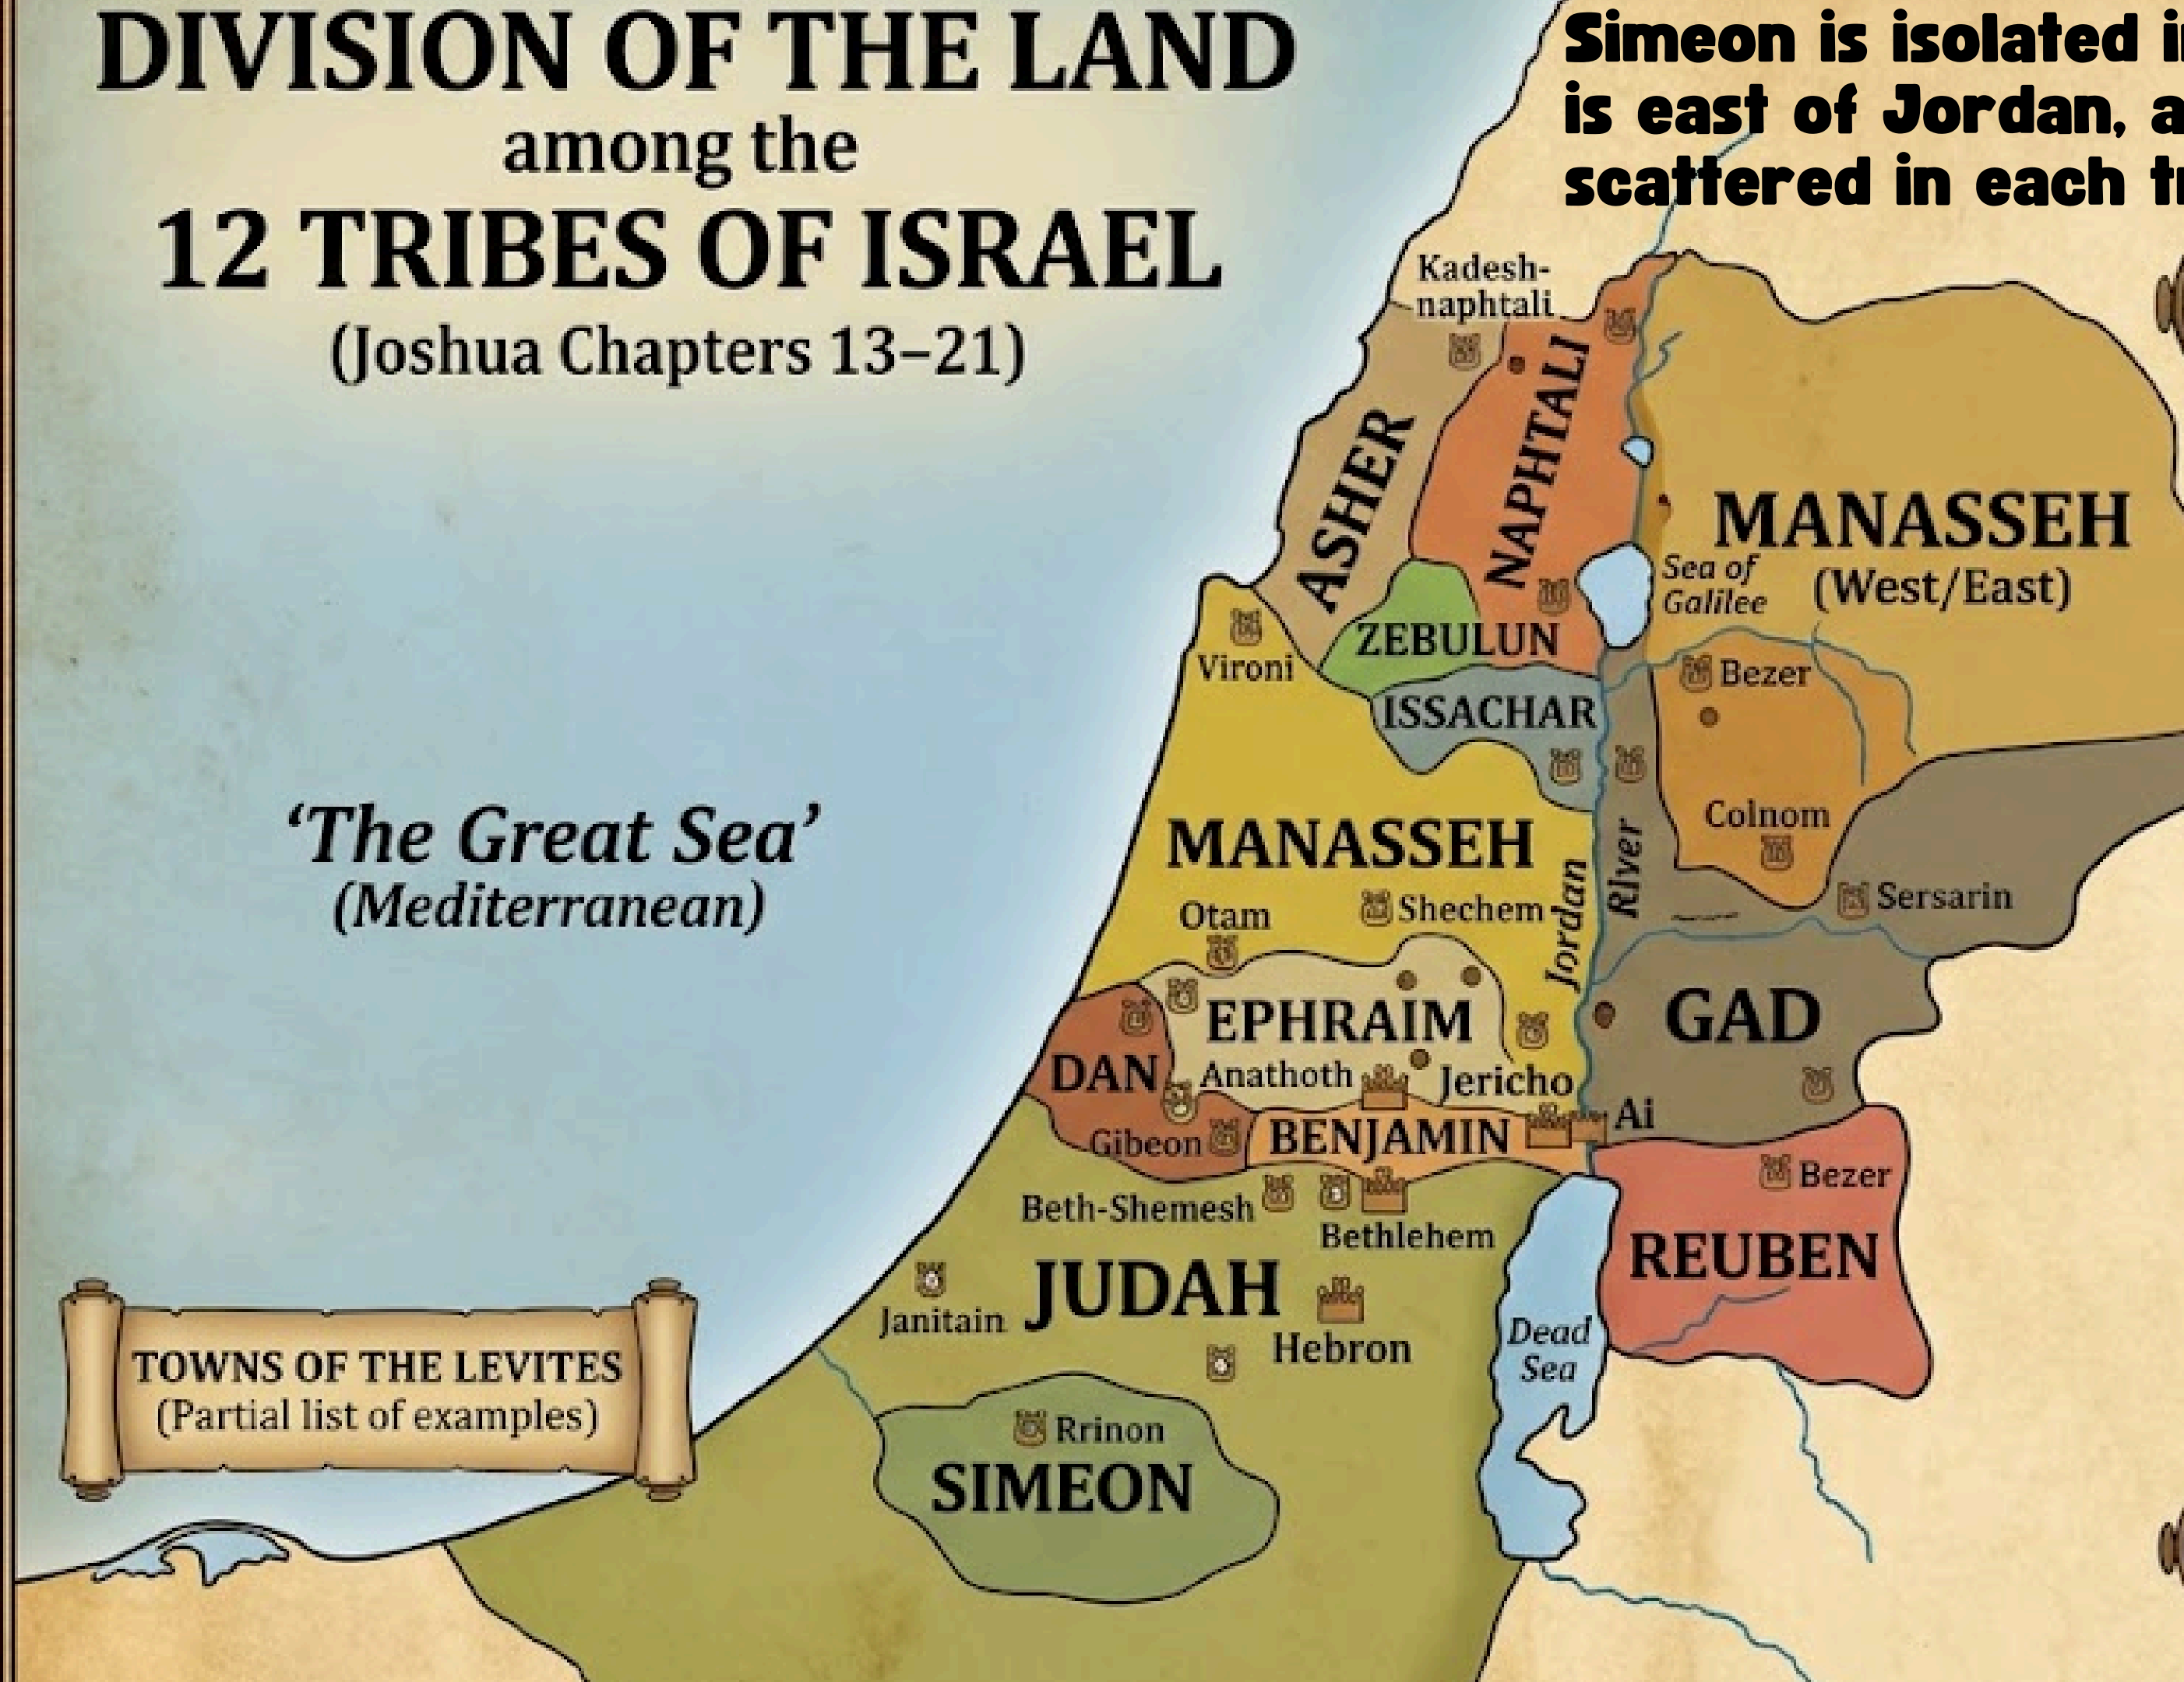 DIVISION OF THE LAND
among the
12 TRIBES OF ISRAEL
(Joshua Chapters 13–21)
Simeon is isolated
is east of Jordan,
scattered in each
Kadesh-
naphtali
ASHER
NAPHTALI
MANASSEH
(West/East)
Sea of
Galilee
ZEBULUN
Vironi
Bezer
ISSACHAR
Colnom
‘The Great Sea’
(Mediterranean)
MANASSEH
Jordan River
Otam
Shechem
Sersarin
EPHRAIM
GAD
DAN
Anathoth
Jericho
Ai
Gibeon
BENJAMIN
Bezer
Beth-Shemesh
Bethlehem
REUBEN
JUDAH
Janitain
Hebron
Dead
Sea
TOWNS OF THE LEVITES
(Partial list of examples)
Rrinon
SIMEON